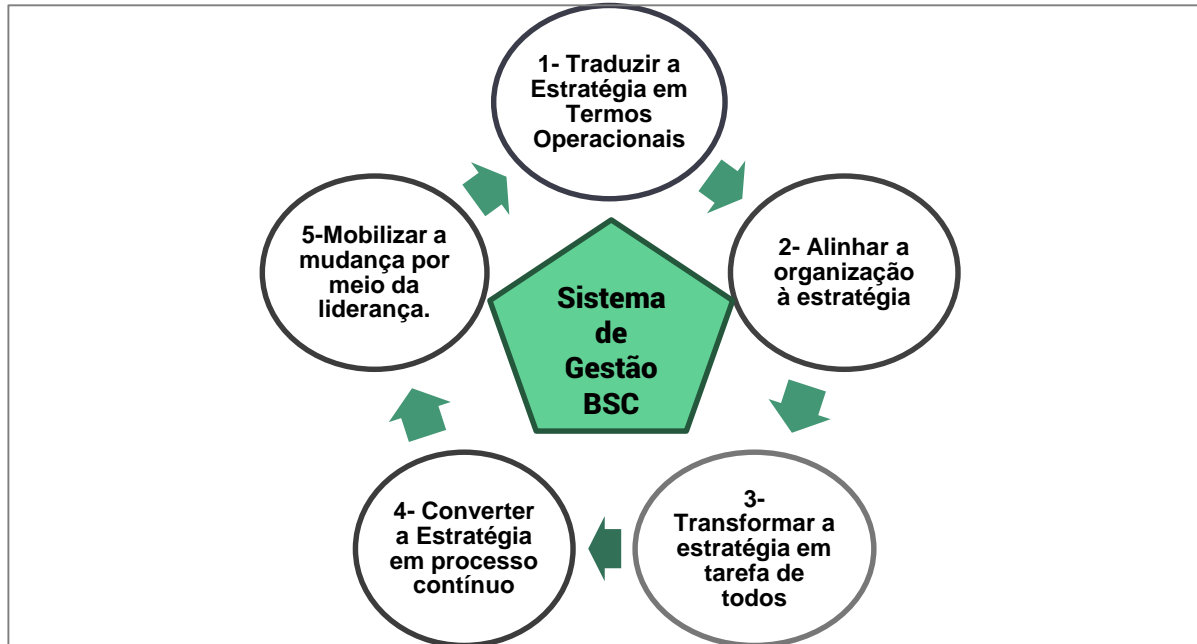 1- Traduzir a
Estratégia em
Termos
Operacionais
2- Alinhar a
organização
à estratégia
3-
Transformar a
estratégia em
tarefa de
todos
4- Converter
a Estratégia
em processo
contínuo
5-Mobilizar a
mudança por
meio da
liderança.
Sistema
de
Gestão
BSC